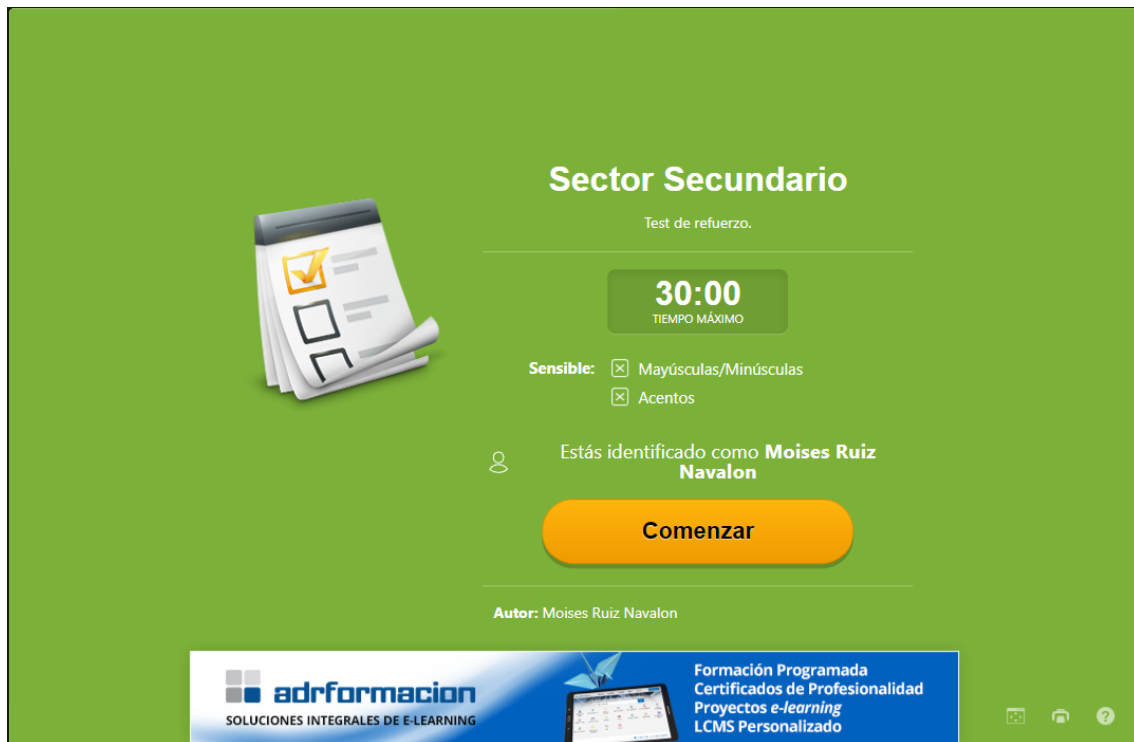 Sector Secundario
Test de refuerzo.
30:00
TIEMPO MÁXIMO
Sensible: Mayúsculas/Minúsculas
Acentos
Estás identificado como Moises Ruiz
Navalon
Comenzar
Autor: Moises Ruiz Navalon
adrformacion
SOLUCIONES INTEGRALES DE E-LEARNING
Formación Programada
Certificados de Profesionalidad
Proyectos e-learning
LCMS Personalizado
?